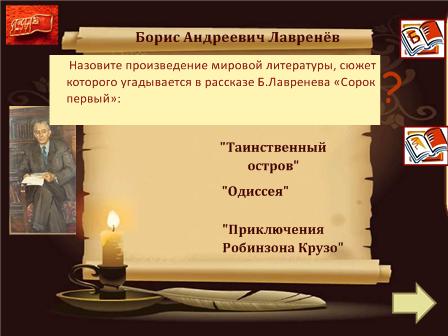 Борис Андреевич Лавренёв
Назовите произведение мировой литературы, сюжет
которого угадывается в рассказе Б.Лавренева «Сорок
первый»:
?
Б
"Таинственный
остров"
"Одиссея"
"Приключения
Робинзона Крузо"